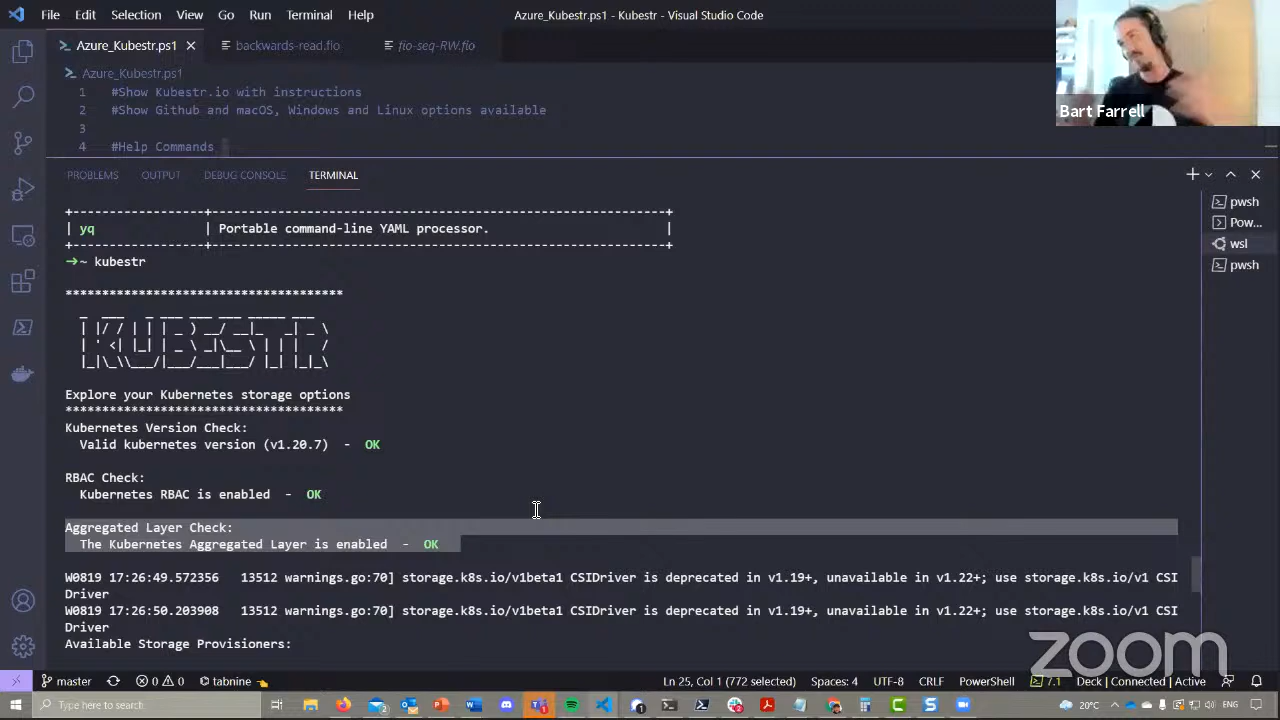 File Edit Selection View Go Run Terminal Help
Azure_Kubestr.ps1 - Kubestr - Visual Studio Code
Azure_Kubestr.ps1
backwards-read.fio
fio-seq-RW.fio
Azure_Kubestr.ps1
1 #Show Kubestr.io with instructions
2 #Show Github and macOS, Windows and Linux options available
3
4 #Help Commands
Bart Farrell
PROBLEMS OUTPUT DEBUG CONSOLE TERMINAL
pwsh
Pow...
wsl
pwsh
+------------------+---------------------------------------------------------------+
| yq | Portable command-line YAML processor. |
+------------------+---------------------------------------------------------------+
→~ kubestr
**************************************
KUBESTR
Explore your Kubernetes storage options
**************************************
Kubernetes Version Check:
Valid kubernetes version (v1.20.7) - OK
RBAC Check:
Kubernetes RBAC is enabled - OK
Aggregated Layer Check:
The Kubernetes Aggregated Layer is enabled - OK
W0819 17:26:49.572356 13512 warnings.go:70] storage.k8s.io/v1beta1 CSIDriver is deprecated in v1.19+, unavailable in v1.22+; use storage.k8s.io/v1 CSI
Driver
W0819 17:26:50.203908 13512 warnings.go:70] storage.k8s.io/v1beta1 CSIDriver is deprecated in v1.19+, unavailable in v1.22+; use storage.k8s.io/v1 CSI
Driver
Available Storage Provisioners:
zoom
master 0 0 tabnine Ln 25, Col 1 (772 selected) Spaces: 4 UTF-8 CRLF PowerShell 7.1 Deck | Connected | Active
Type here to search 20°C 17:27